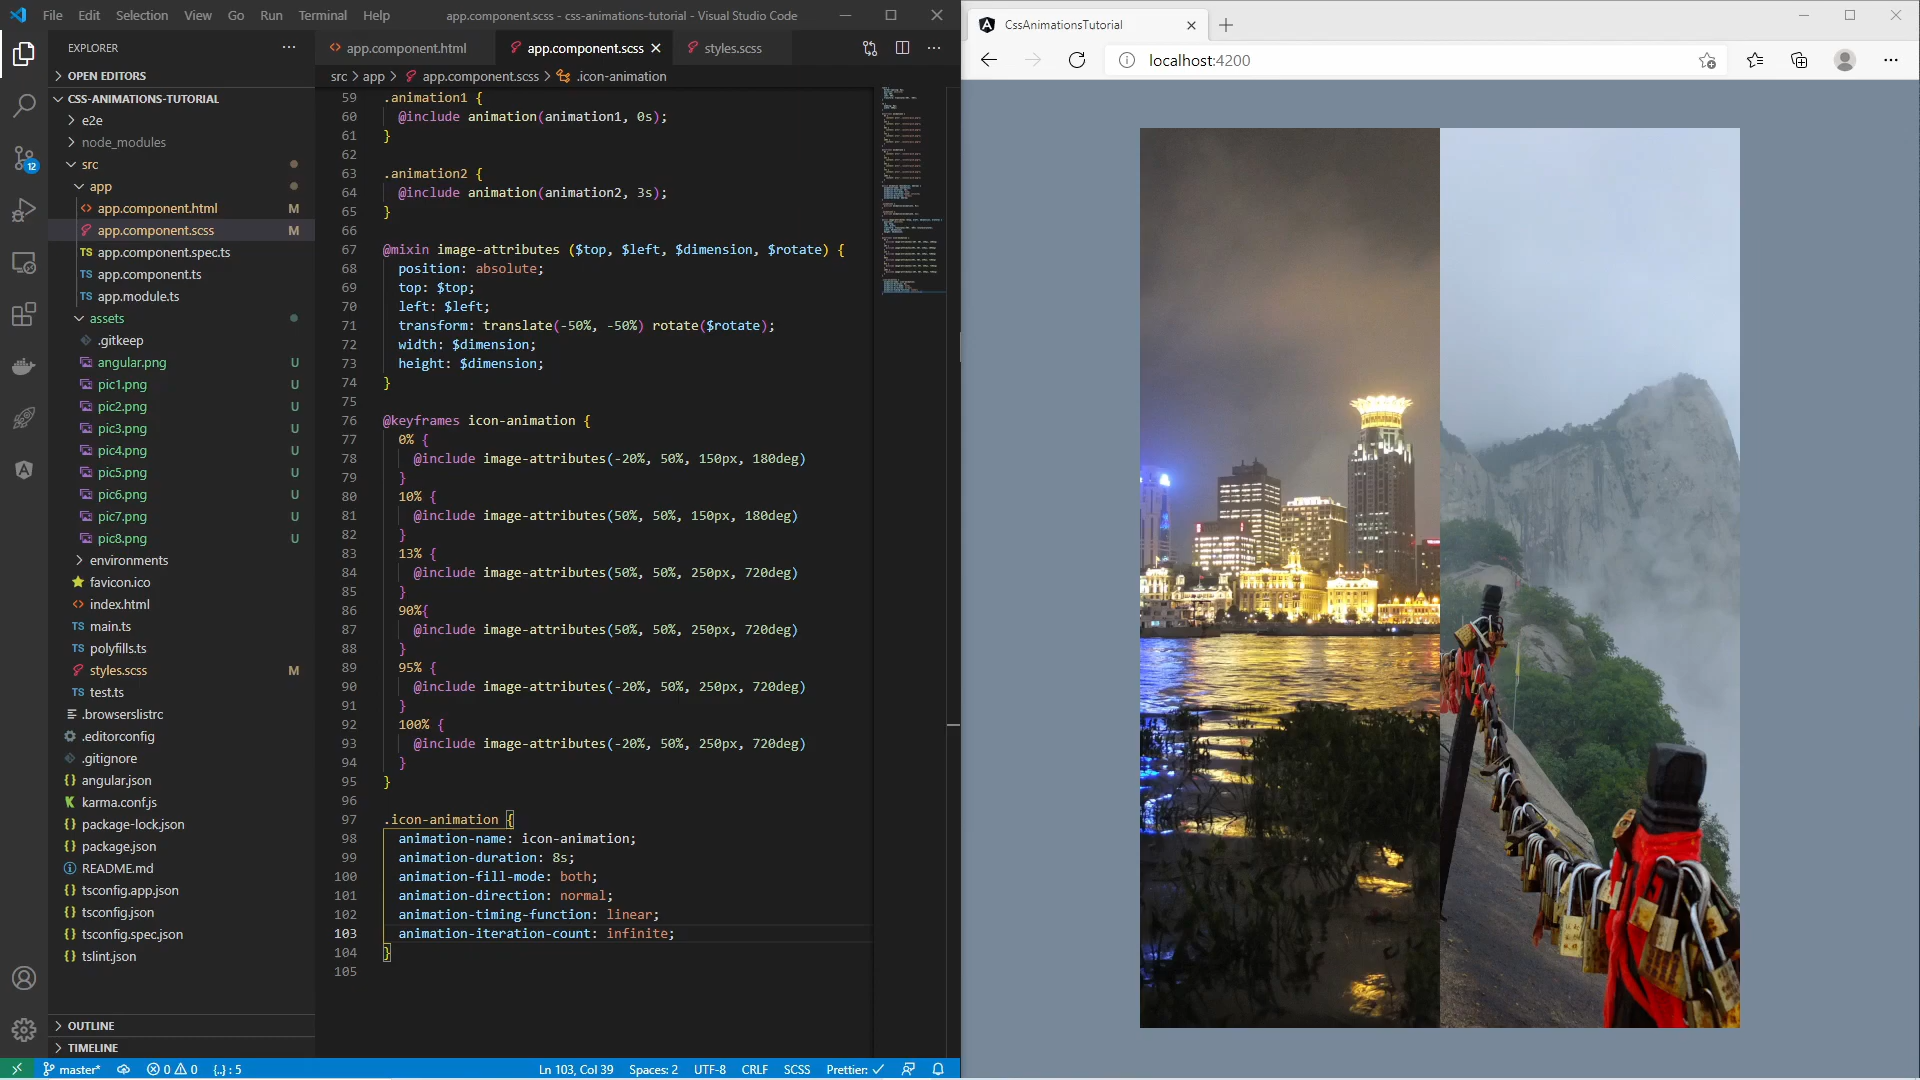 File Edit Selection View Go Run Terminal Help app.component.scss - css-animations-tutorial - Visual Studio Code
EXPLORER
OPEN EDITORS
CSS-ANIMATIONS-TUTORIAL
e2e
node_modules
src
app
app.component.html M
app.component.scss M
TS app.component.spec.ts
TS app.component.ts
TS app.module.ts
assets
.gitkeep
angular.png U
pic1.png U
pic2.png U
pic3.png U
pic4.png U
pic5.png U
pic6.png U
pic7.png U
pic8.png U
environments
favicon.ico
index.html
TS main.ts
TS polyfills.ts
styles.scss M
TS test.ts
.browserslistrc
.editorconfig
.gitignore
angular.json
karma.conf.js
package-lock.json
package.json
README.md
tsconfig.app.json
tsconfig.json
tsconfig.spec.json
tslint.json
OUTLINE
TIMELINE
12
app.component.html app.component.scss styles.scss
src > app > app.component.scss > .icon-animation
59 .animation1 {
60 @include animation(animation1, 0s);
61 }
62
63 .animation2 {
64 @include animation(animation2, 3s);
65 }
66
67 @mixin image-attributes ($top, $left, $dimension, $rotate) {
68 position: absolute;
69 top: $top;
70 left: $left;
71 transform: translate(-50%, -50%) rotate($rotate);
72 width: $dimension;
73 height: $dimension;
74 }
75
76 @keyframes icon-animation {
77 0% {
78 @include image-attributes(-20%, 50%, 150px, 180deg)
79 }
80 10% {
81 @include image-attributes(50%, 50%, 150px, 180deg)
82 }
83 13% {
84 @include image-attributes(50%, 50%, 250px, 720deg)
85 }
86 90%{
87 @include image-attributes(50%, 50%, 250px, 720deg)
88 }
89 95% {
90 @include image-attributes(-20%, 50%, 250px, 720deg)
91 }
92 100% {
93 @include image-attributes(-20%, 50%, 250px, 720deg)
94 }
95 }
96
97 .icon-animation {
98 animation-name: icon-animation;
99 animation-duration: 8s;
100 animation-fill-mode: both;
101 animation-direction: normal;
102 animation-timing-function: linear;
103 animation-iteration-count: infinite;
104 }
105
master* 0 0 {..} : 5 Ln 103, Col 39 Spaces: 2 UTF-8 CRLF SCSS Prettier: ✓
CssAnimationsTutorial
localhost:4200